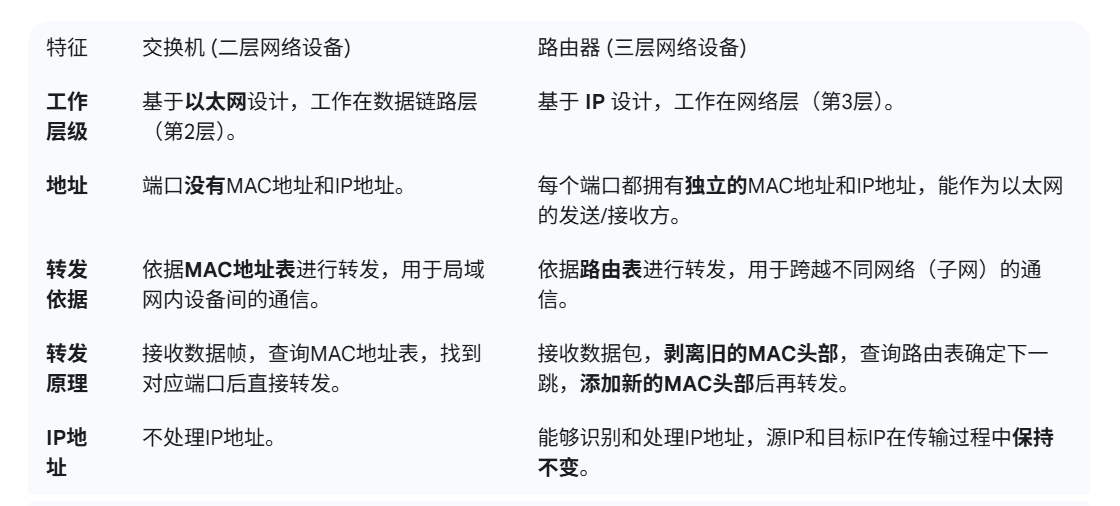 特征 交换机 (二层网络设备) 路由器 (三层网络设备)
工作层级 基于以太网设计，工作在数据链路层（第2层）。 基于 IP 设计，工作在网络层（第3层）。
地址 端口没有MAC地址和IP地址。 每个端口都拥有独立的MAC地址和IP地址，能作为以太网的发送/接收方。
转发依据 依据MAC地址表进行转发，用于局域网内设备间的通信。 依据路由表进行转发，用于跨越不同网络（子网）的通信。
转发原理 接收数据帧，查询MAC地址表，找到对应端口后直接转发。 接收数据包，剥离旧的MAC头部，查询路由表确定下一跳，添加新的MAC头部后再转发。
IP地址 不处理IP地址。 能够识别和处理IP地址，源IP和目标IP在传输过程中保持不变。